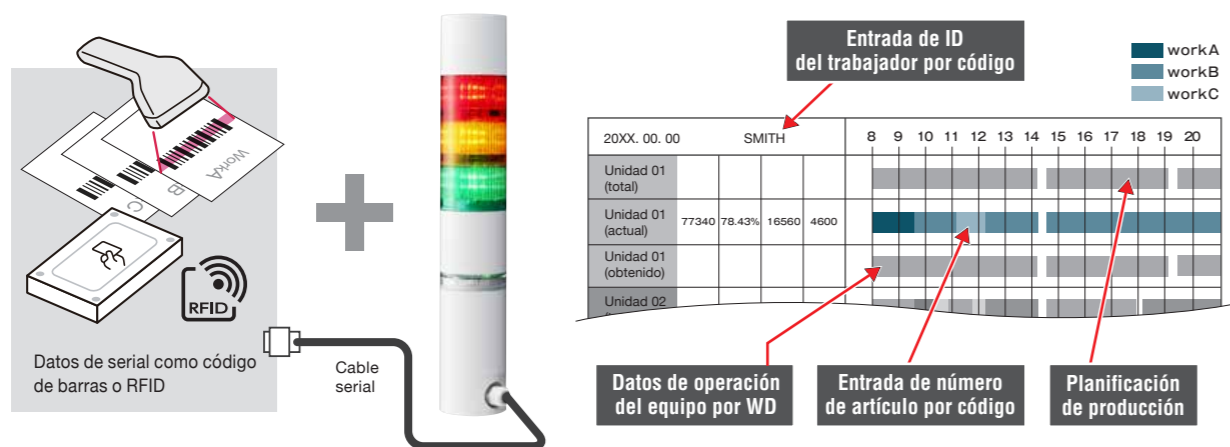 WorkA
B
C
RFID
Datos de serial como código
de barras o RFID
Cable
serial
Entrada de ID
del trabajador por código
workA
workB
workC
20XX. 00. 00 SMITH 8 9 10 11 12 13 14 15 16 17 18 19 20
Unidad 01
(total)
Unidad 01
(actual)
77340 78.43% 16560 4600
Unidad 01
(obtenido)
Unidad 02
Datos de operación
del equipo por WD
Entrada de número
de artículo por código
Planificación
de producción